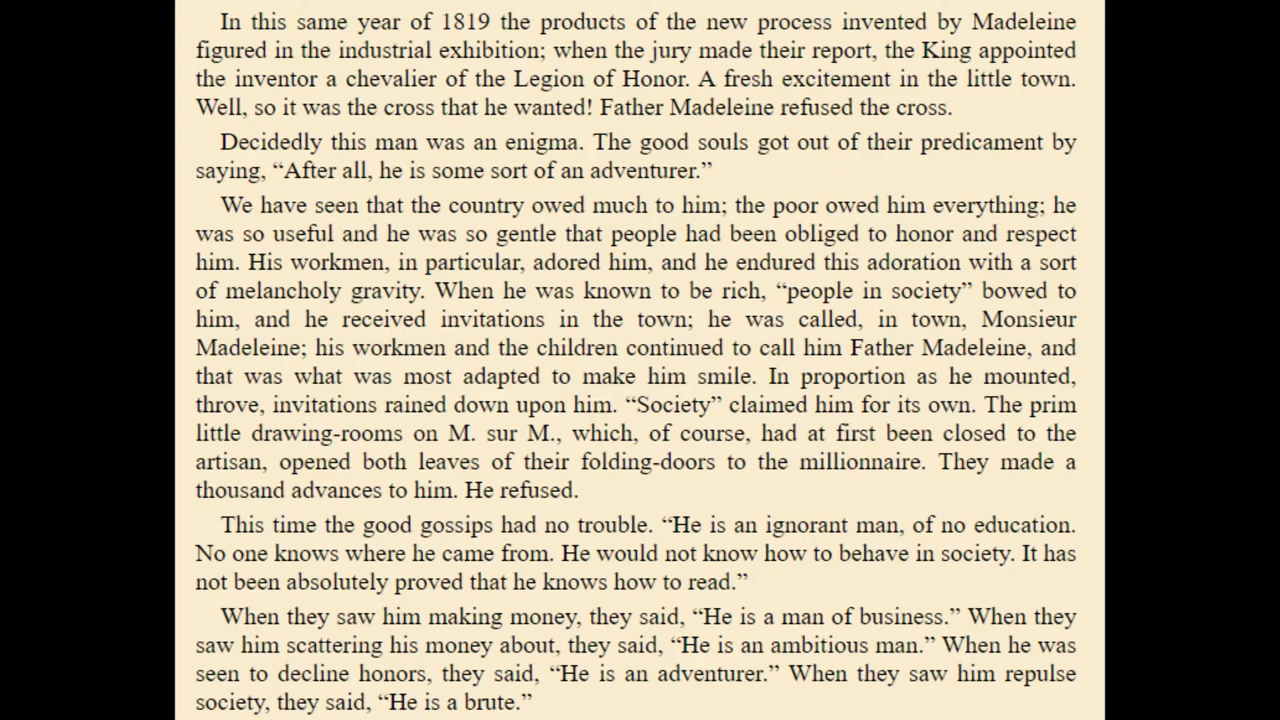 In this same year of 1819 the products of the new process invented by Madeleine
figured in the industrial exhibition; when the jury made their report, the King appointed
the inventor a chevalier of the Legion of Honor. A fresh excitement in the little town.
Well, so it was the cross that he wanted! Father Madeleine refused the cross.
Decidedly this man was an enigma. The good souls got out of their predicament by
saying, “After all, he is some sort of an adventurer.”
We have seen that the country owed much to him; the poor owed him everything; he
was so useful and he was so gentle that people had been obliged to honor and respect
him. His workmen, in particular, adored him, and he endured this adoration with a sort
of melancholy gravity. When he was known to be rich, “people in society” bowed to
him, and he received invitations in the town; he was called, in town, Monsieur
Madeleine; his workmen and the children continued to call him Father Madeleine, and
that was what was most adapted to make him smile. In proportion as he mounted,
throve, invitations rained down upon him. “Society” claimed him for its own. The prim
little drawing-rooms on M. sur M., which, of course, had at first been closed to the
artisan, opened both leaves of their folding-doors to the millionnaire. They made a
thousand advances to him. He refused.
This time the good gossips had no trouble. “He is an ignorant man, of no education.
No one knows where he came from. He would not know how to behave in society. It has
not been absolutely proved that he knows how to read.”
When they saw him making money, they said, “He is a man of business.” When they
saw him scattering his money about, they said, “He is an ambitious man.” When he was
seen to decline honors, they said, “He is an adventurer.” When they saw him repulse
society, they said, “He is a brute.”